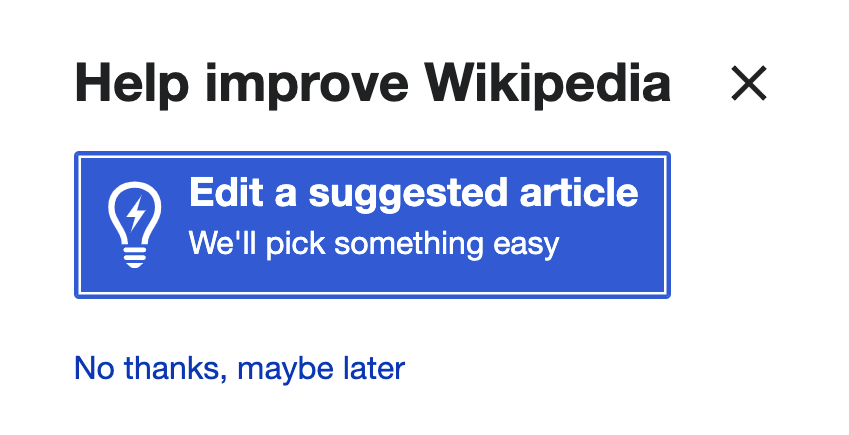 Help improve Wikipedia
Edit a suggested article
We'll pick something easy
No thanks, maybe later